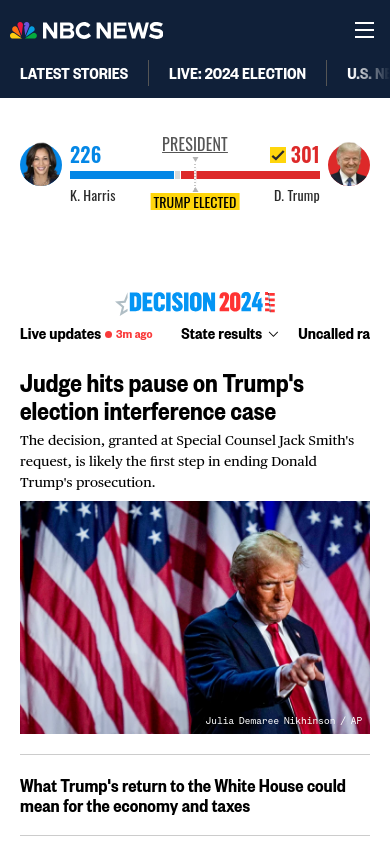 NBC NEWS
LATEST STORIES
LIVE: 2024 ELECTION
U.S. NE
PRESIDENT
226
301
K. Harris
D. Trump
TRUMP ELECTED
DECISION 2024
Live updates 3m ago
State results
Uncalled ra
Judge hits pause on Trump's
election interference case
The decision, granted at Special Counsel Jack Smith's
request, is likely the first step in ending Donald
Trump's prosecution.
Julia Demaree Nikhinson / AP
What Trump's return to the White House could
mean for the economy and taxes